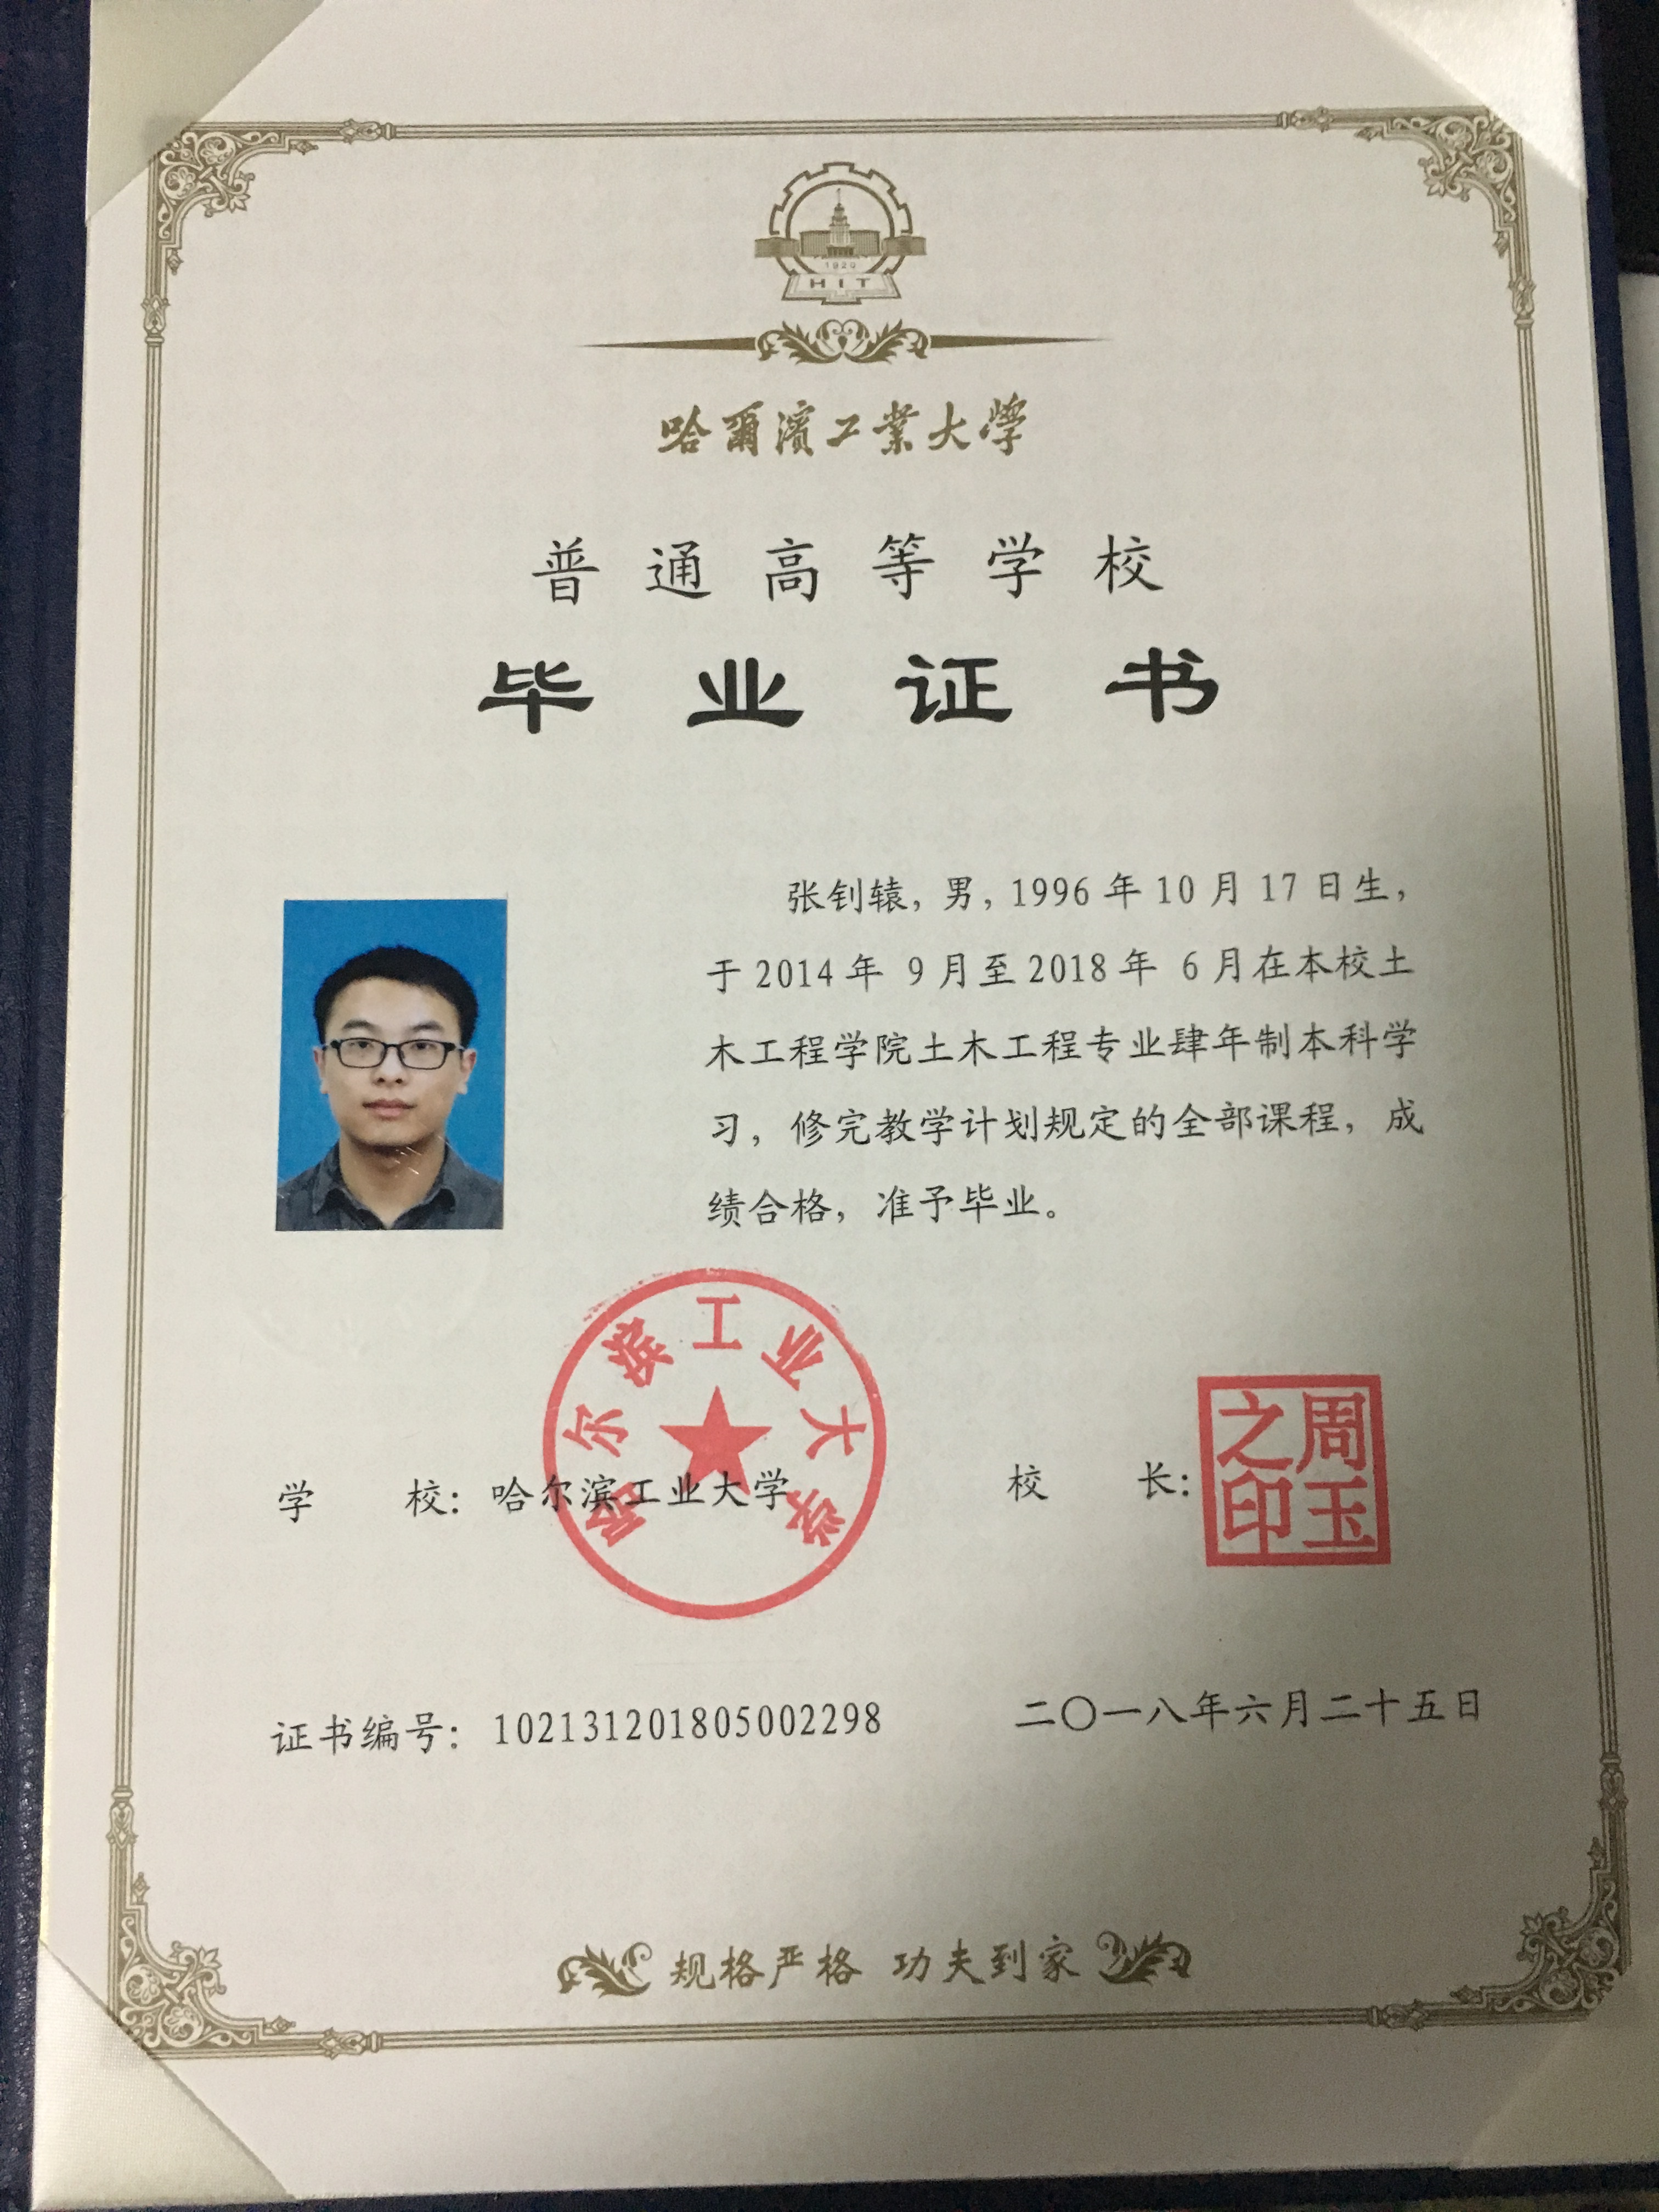 1920
HIT
哈爾濱工業大學
普通高等学校
毕业证书
张钊辕，男，1996年10月17日生，
于2014年 9月至2018年 6月在本校土
木工程学院土木工程专业肆年制本科学
习，修完教学计划规定的全部课程，成
绩合格，准予毕业。
学 校：哈尔滨工业大学
哈尔滨工业大学
校 长：
周玉之印
证书编号：102131201805002298
二〇一八年六月二十五日
规格严格 功夫到家